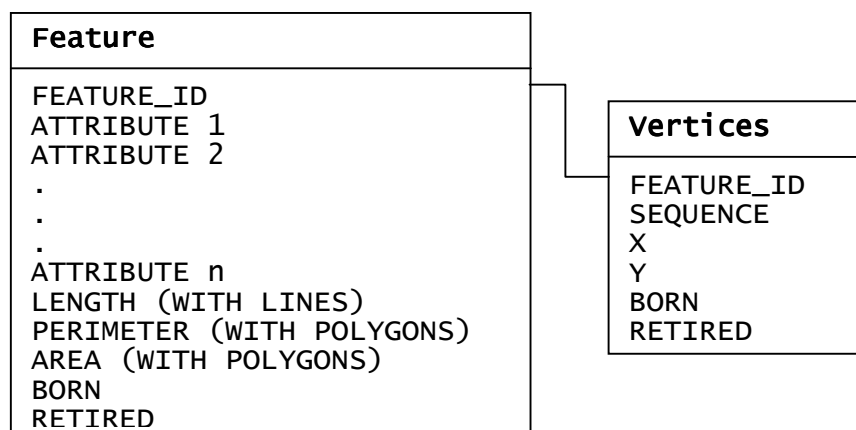 Feature
FEATURE_ID
ATTRIBUTE 1
ATTRIBUTE 2
.
.
.
ATTRIBUTE n
LENGTH (WITH LINES)
PERIMETER (WITH POLYGONS)
AREA (WITH POLYGONS)
BORN
RETIRED
Vertices
FEATURE_ID
SEQUENCE
X
Y
BORN
RETIRED